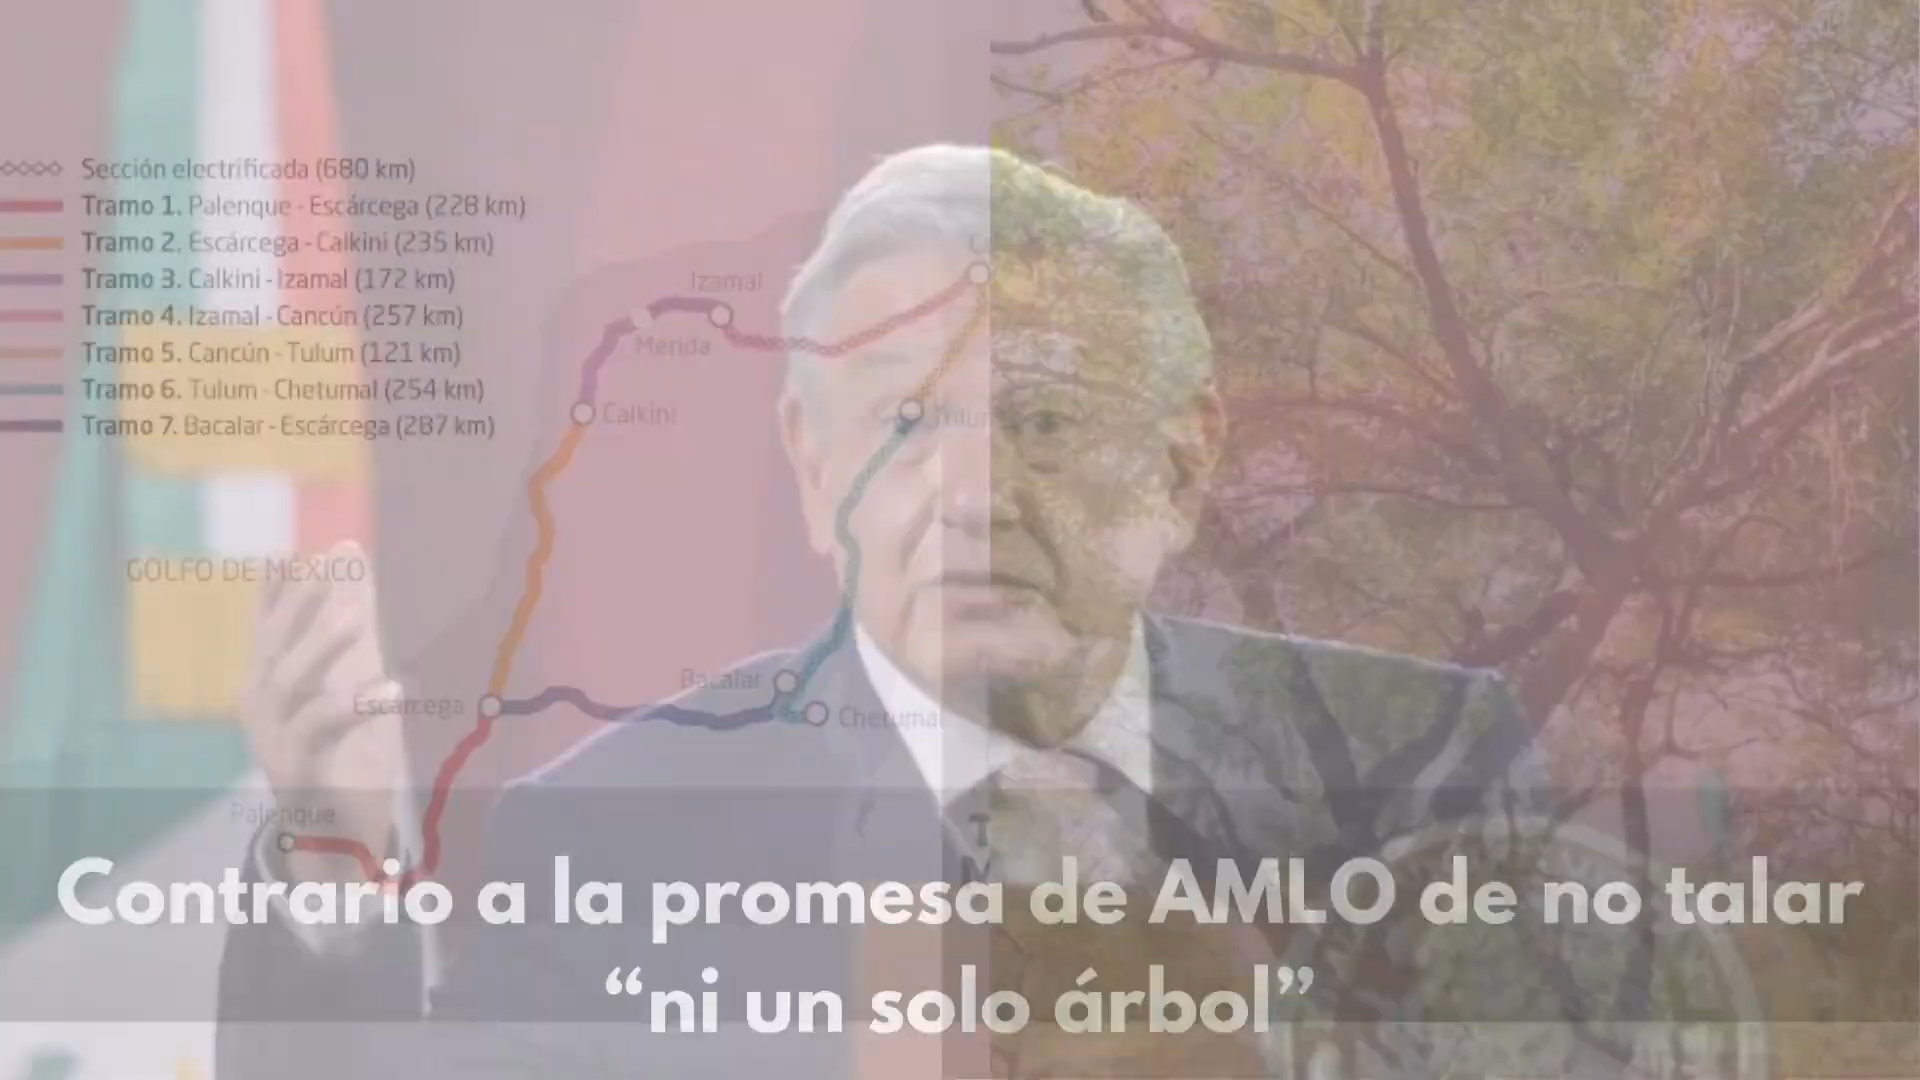 Sección electrificada (680 km)
Tramo 1. Palenque - Escárcega (228 km)
Tramo 2. Escárcega - Calkini (235 km)
Tramo 3. Calkini - Izamal (172 km)
Tramo 4. Izamal - Cancún (257 km)
Tramo 5. Cancún - Tulum (121 km)
Tramo 6. Tulum - Chetumal (254 km)
Tramo 7. Bacalar - Escárcega (287 km)
Izamal
Merida
Calkini
GOLFO DE MÉXICO
Bacalar
Escárcega
Chetumal
Palenque
Contrario a la promesa de AMLO de no talar
“ni un solo árbol”